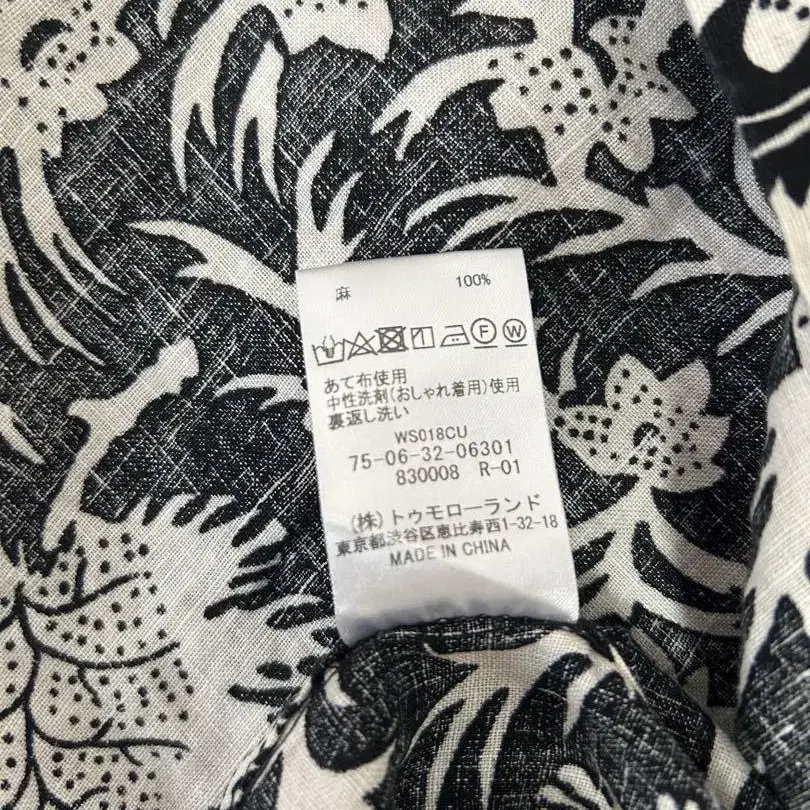 麻 100%
F W
あて布使用
中性洗剤(おしゃれ着用)使用
裏返し洗い
WS018CU
75-06-32-06301
830008 R-01
(株)トゥモローランド
東京都渋谷区恵比寿西1-32-18
MADE IN CHINA